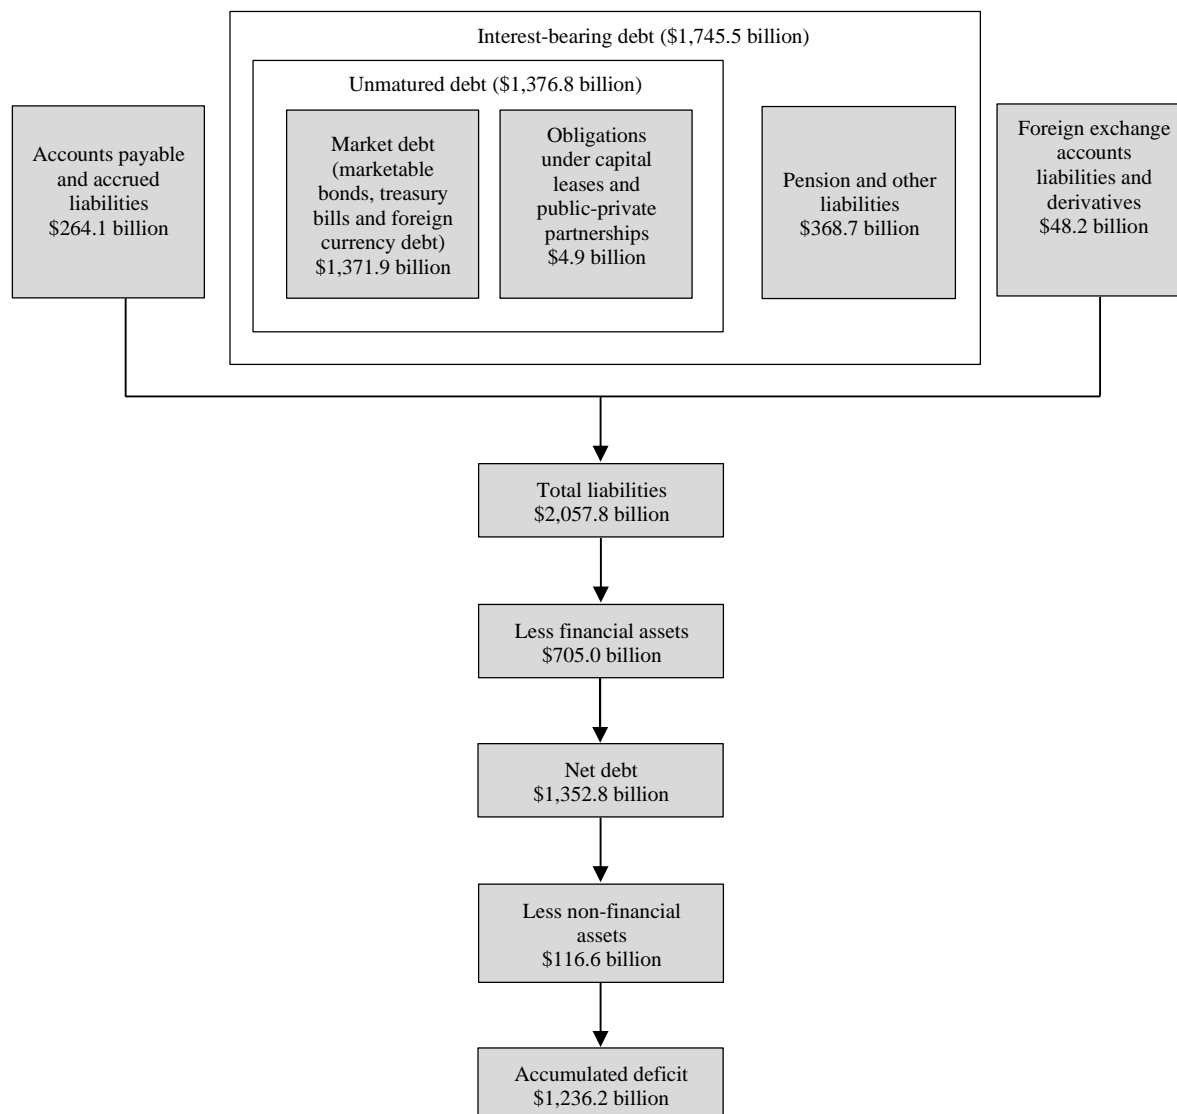 Interest-bearing debt ($1,745.5 billion)
Unmatured debt ($1,376.8 billion)
Accounts payable
and accrued
liabilities
$264.1 billion
Market debt
(marketable
bonds, treasury
bills and foreign
currency debt)
$1,371.9 billion
Obligations
under capital
leases and
public-private
partnerships
$4.9 billion
Pension and other
liabilities
$368.7 billion
Foreign exchange
accounts
liabilities and
derivatives
$48.2 billion
Total liabilities
$2,057.8 billion
Less financial assets
$705.0 billion
Net debt
$1,352.8 billion
Less non-financial
assets
$116.6 billion
Accumulated deficit
$1,236.2 billion